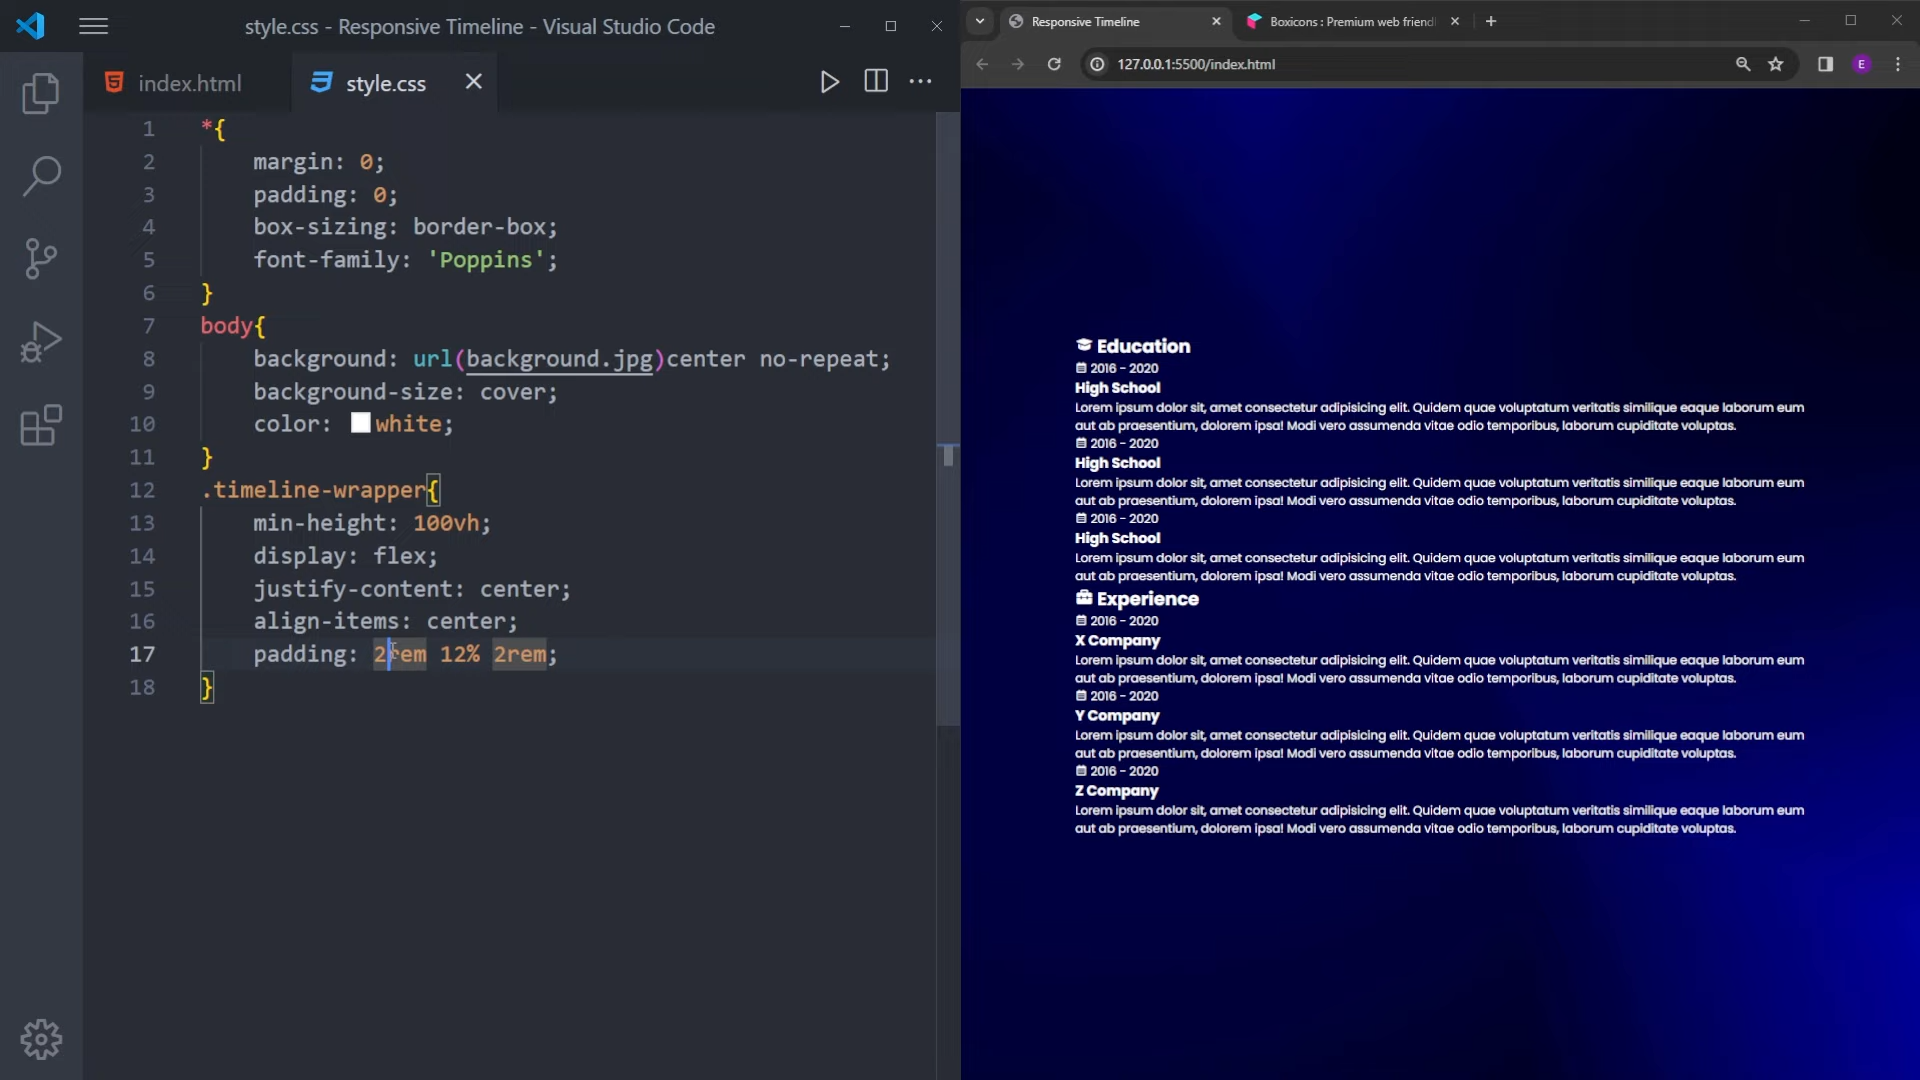 style.css - Responsive Timeline - Visual Studio Code
index.html
style.css
1 *{
2 margin: 0;
3 padding: 0;
4 box-sizing: border-box;
5 font-family: 'Poppins';
6 }
7 body{
8 background: url(background.jpg)center no-repeat;
9 background-size: cover;
10 color: white;
11 }
12 .timeline-wrapper{
13 min-height: 100vh;
14 display: flex;
15 justify-content: center;
16 align-items: center;
17 padding: 2rem 12% 2rem;
18 }
Responsive Timeline
Boxicons : Premium web friend
127.0.0.1:5500/index.html
E
Education
2016 - 2020
High School
Lorem ipsum dolor sit, amet consectetur adipisicing elit. Quidem quae voluptatum veritatis similique eaque laborum eum
aut ab praesentium, dolorem ipsa! Modi vero assumenda vitae odio temporibus, laborum cupiditate voluptas.
2016 - 2020
High School
Lorem ipsum dolor sit, amet consectetur adipisicing elit. Quidem quae voluptatum veritatis similique eaque laborum eum
aut ab praesentium, dolorem ipsa! Modi vero assumenda vitae odio temporibus, laborum cupiditate voluptas.
2016 - 2020
High School
Lorem ipsum dolor sit, amet consectetur adipisicing elit. Quidem quae voluptatum veritatis similique eaque laborum eum
aut ab praesentium, dolorem ipsa! Modi vero assumenda vitae odio temporibus, laborum cupiditate voluptas.
Experience
2016 - 2020
X Company
Lorem ipsum dolor sit, amet consectetur adipisicing elit. Quidem quae voluptatum veritatis similique eaque laborum eum
aut ab praesentium, dolorem ipsa! Modi vero assumenda vitae odio temporibus, laborum cupiditate voluptas.
2016 - 2020
Y Company
Lorem ipsum dolor sit, amet consectetur adipisicing elit. Quidem quae voluptatum veritatis similique eaque laborum eum
aut ab praesentium, dolorem ipsa! Modi vero assumenda vitae odio temporibus, laborum cupiditate voluptas.
2016 - 2020
Z Company
Lorem ipsum dolor sit, amet consectetur adipisicing elit. Quidem quae voluptatum veritatis similique eaque laborum eum
aut ab praesentium, dolorem ipsa! Modi vero assumenda vitae odio temporibus, laborum cupiditate voluptas.